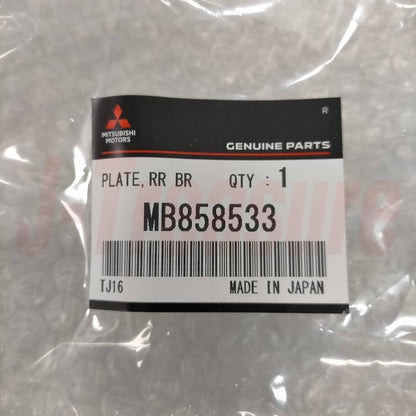 R
MITSUBISHI
MOTORS
GENUINE PARTS
PLATE,RR BR QTY : 1
MB858533
TJ16 MADE IN JAPAN